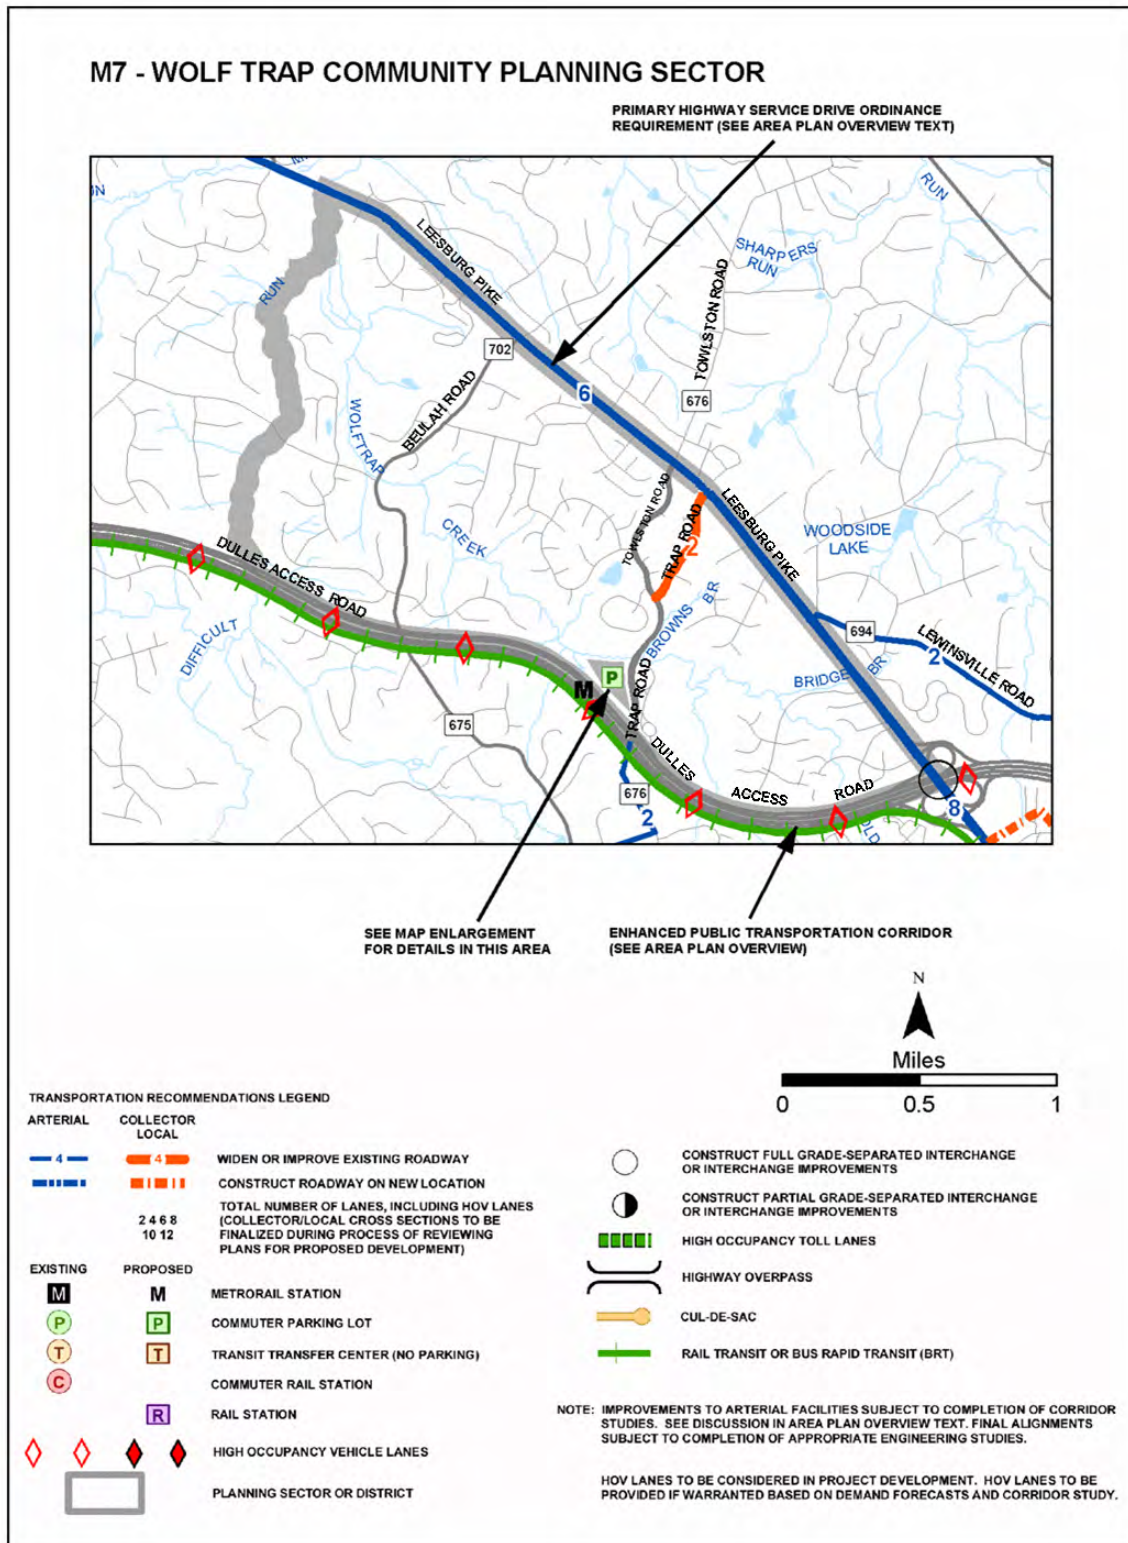 M7 - WOLF TRAP COMMUNITY PLANNING SECTOR
PRIMARY HIGHWAY SERVICE DRIVE ORDINANCE
REQUIREMENT (SEE AREA PLAN OVERVIEW TEXT)
RUN
LEESBURG PIKE
SHARPERS
RUN
TOWLSTON ROAD
RUN
702
6
676
BEULAH ROAD
WOLFTRAP
CREEK
TOWLSTON ROAD
TRAP ROAD
2
LEESBURG PIKE
WOODSIDE
LAKE
DULLES ACCESS ROAD
DIFFICULT
BROWNS BR
694
LEWINSVILLE ROAD
2
BRIDGE BR
M
P
TRAP ROAD
675
DULLES ACCESS ROAD
676
2
8
OLD
SEE MAP ENLARGEMENT
FOR DETAILS IN THIS AREA
ENHANCED PUBLIC TRANSPORTATION CORRIDOR
(SEE AREA PLAN OVERVIEW)
N
Miles
0 0.5 1
TRANSPORTATION RECOMMENDATIONS LEGEND
ARTERIAL COLLECTOR
LOCAL
4 4 WIDEN OR IMPROVE EXISTING ROADWAY
CONSTRUCT ROADWAY ON NEW LOCATION
2 4 6 8
10 12
TOTAL NUMBER OF LANES, INCLUDING HOV LANES
(COLLECTOR/LOCAL CROSS SECTIONS TO BE
FINALIZED DURING PROCESS OF REVIEWING
PLANS FOR PROPOSED DEVELOPMENT)
EXISTING PROPOSED
M M METRORAIL STATION
P P COMMUTER PARKING LOT
T T TRANSIT TRANSFER CENTER (NO PARKING)
C COMMUTER RAIL STATION
R RAIL STATION
HIGH OCCUPANCY VEHICLE LANES
PLANNING SECTOR OR DISTRICT
CONSTRUCT FULL GRADE-SEPARATED INTERCHANGE
OR INTERCHANGE IMPROVEMENTS
CONSTRUCT PARTIAL GRADE-SEPARATED INTERCHANGE
OR INTERCHANGE IMPROVEMENTS
HIGH OCCUPANCY TOLL LANES
HIGHWAY OVERPASS
CUL-DE-SAC
RAIL TRANSIT OR BUS RAPID TRANSIT (BRT)
NOTE: IMPROVEMENTS TO ARTERIAL FACILITIES SUBJECT TO COMPLETION OF CORRIDOR
STUDIES. SEE DISCUSSION IN AREA PLAN OVERVIEW TEXT. FINAL ALIGNMENTS
SUBJECT TO COMPLETION OF APPROPRIATE ENGINEERING STUDIES.
HOV LANES TO BE CONSIDERED IN PROJECT DEVELOPMENT. HOV LANES TO BE
PROVIDED IF WARRANTED BASED ON DEMAND FORECASTS AND CORRIDOR STUDY.